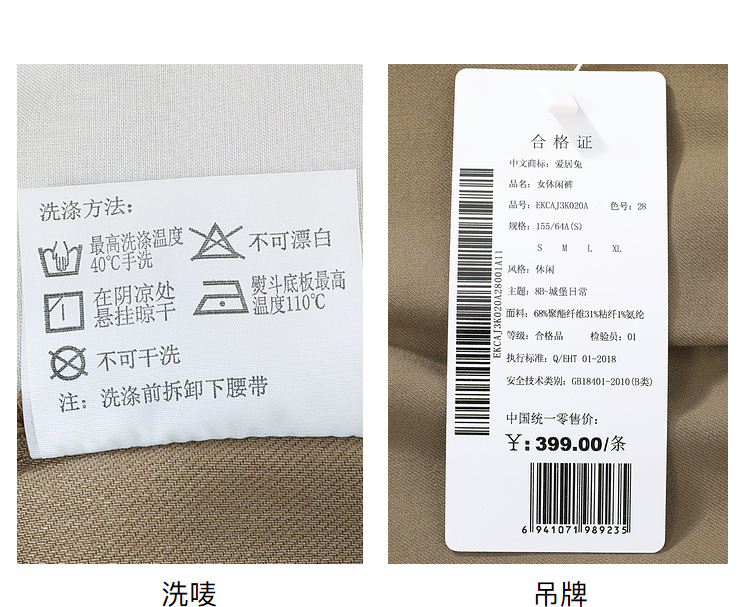 洗涤方法:
最高洗涤温度
40℃手洗
不可漂白
在阴凉处
悬挂晾干
熨斗底板最高
温度110℃
不可干洗
注: 洗涤前拆卸下腰带
洗唛
合格证
中文商标: 爱居兔
品名: 女休闲裤
品号: EKCAJ3K020A 色号: 28
规格: 155/64A(S)
S M L XL
风格: 休闲
主题: 8B-城堡日常
面料: 68%聚酯纤维31%粘纤1%氨纶
等级: 合格品 检验员: 01
执行标准: Q/EHT 01-2018
安全技术类别: GB18401-2010(B类)
EKCAJ3K020A28001A11
中国统一零售价:
¥:399.00/条
6 941071 989235
吊牌